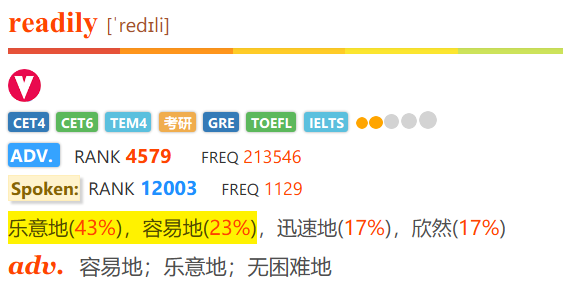 readily [ˈredɪli]
V
CET4 CET6 TEM4 考研 GRE TOEFL IELTS
ADV. RANK 4579 FREQ 213546
Spoken: RANK 12003 FREQ 1129
乐意地(43%)，容易地(23%)，迅速地(17%)，欣然(17%)
adv. 容易地；乐意地；无困难地